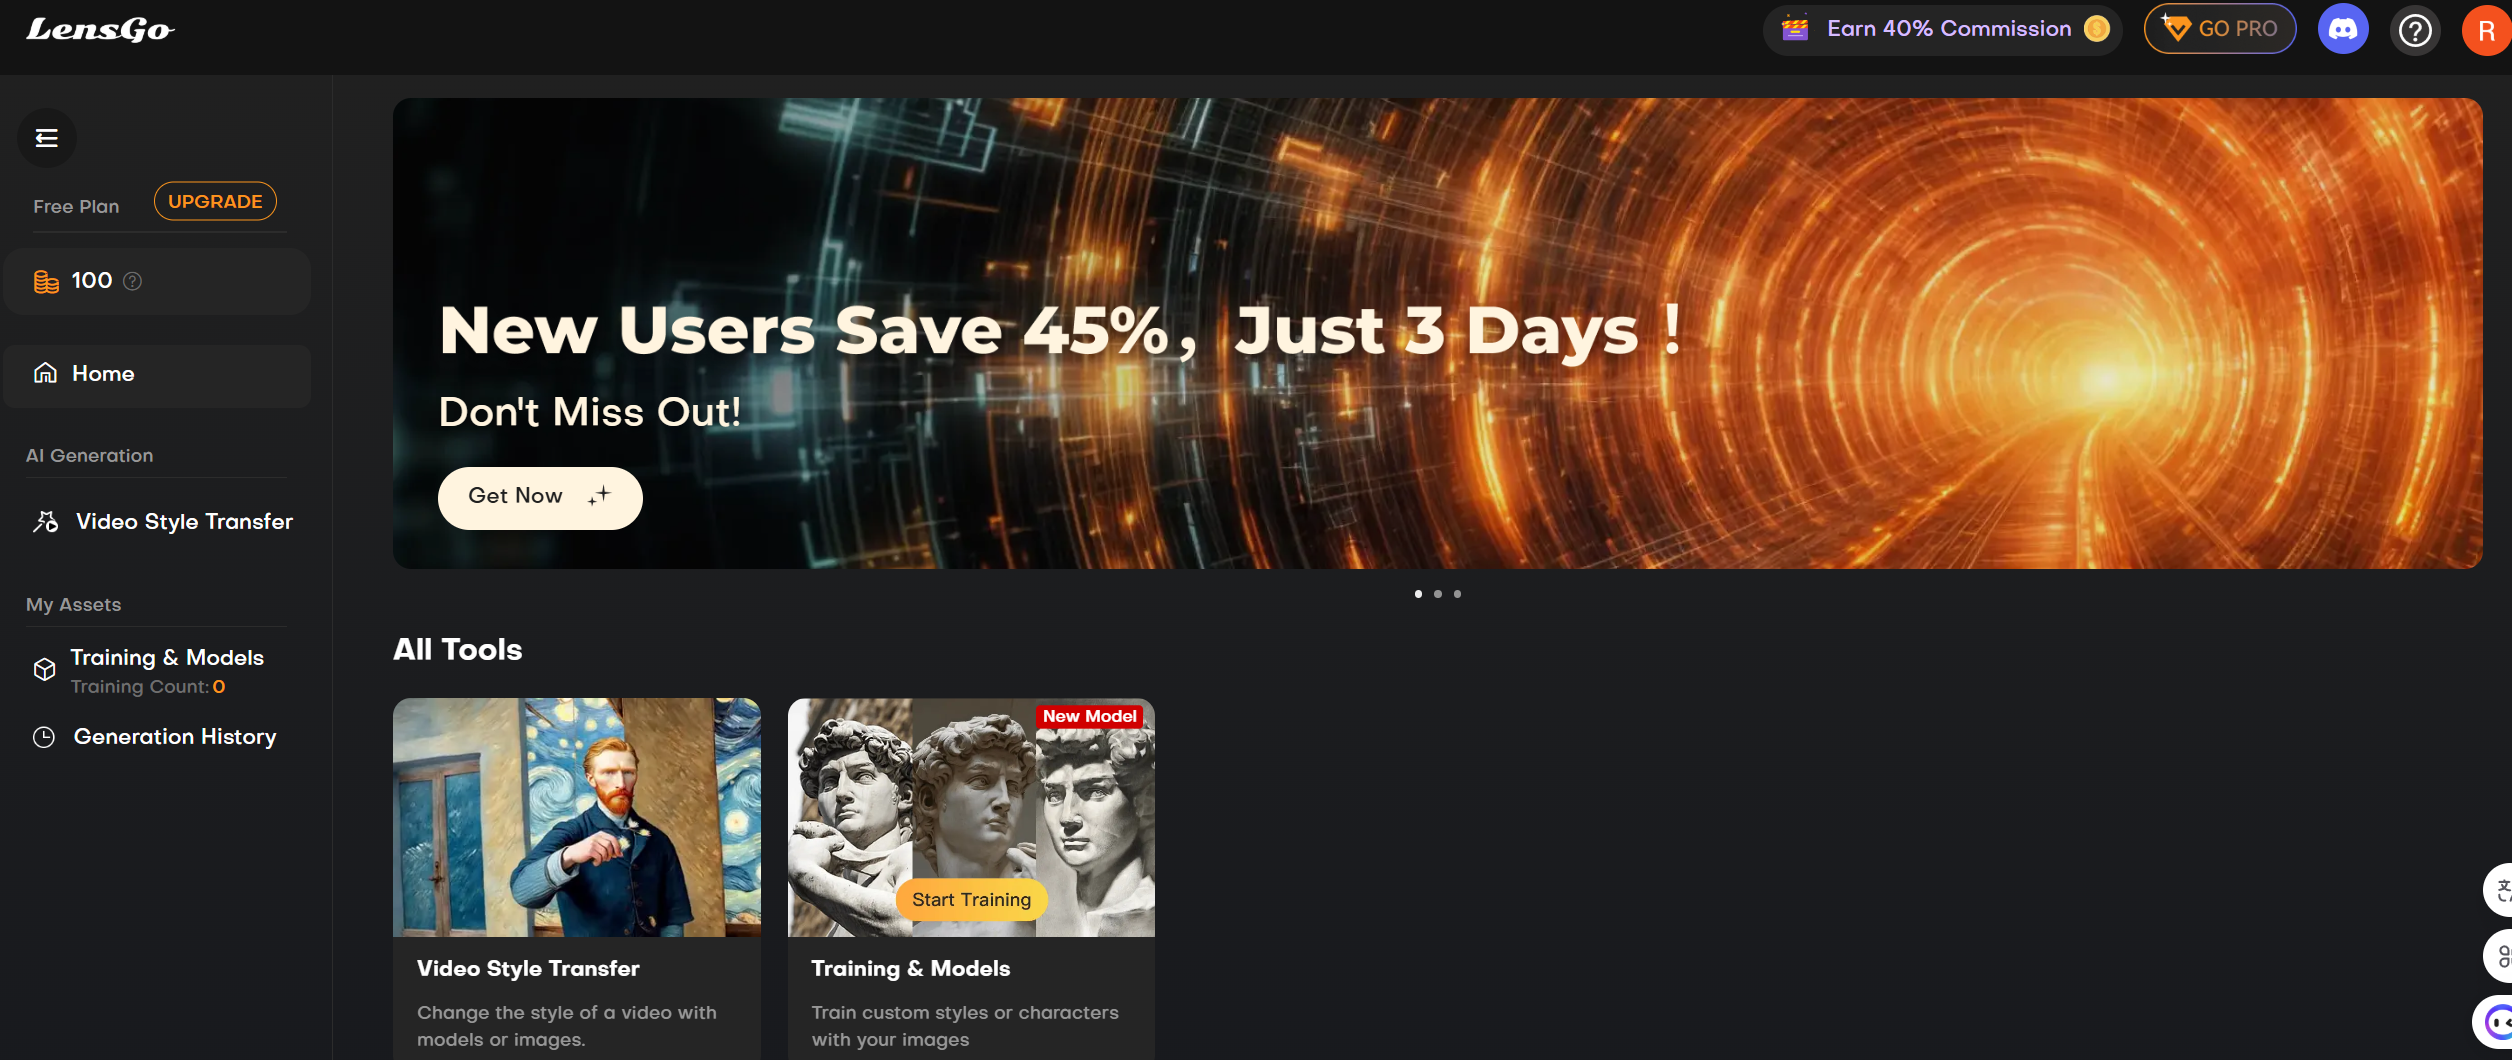 LensGo
Earn 40% Commission
GO PRO
R
Free Plan
UPGRADE
100
Home
AI Generation
Video Style Transfer
My Assets
Training & Models
Training Count: 0
Generation History
New Users Save 45%，Just 3 Days！
Don't Miss Out!
Get Now
All Tools
New Model
Start Training
Video Style Transfer
Change the style of a video with
models or images.
Training & Models
Train custom styles or characters
with your images